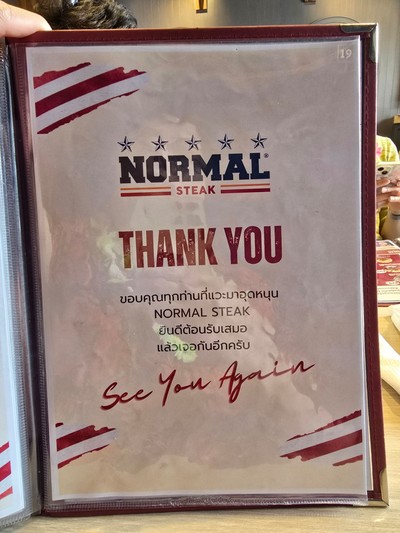 19
NORMAL®
STEAK
THANK YOU
ขอบคุณทุกท่านที่แวะมาอุดหนุน
NORMAL STEAK
ยินดีต้อนรับเสมอ
แล้วเจอกันอีกครับ
See You Again